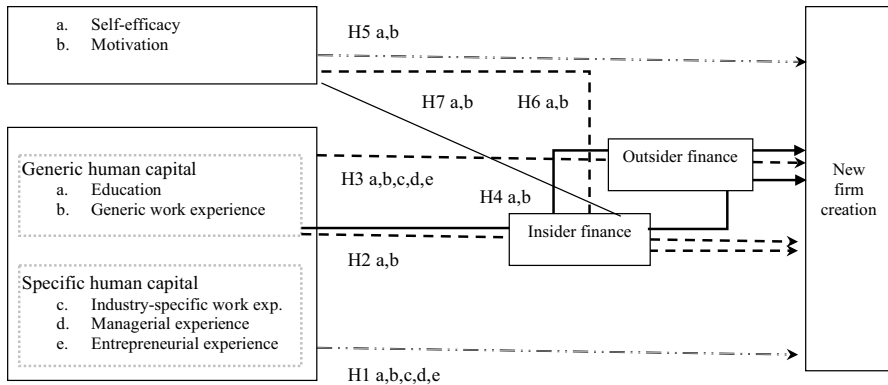 a. Self-efficacy
b. Motivation
H5 a,b
H7 a,b
H6 a,b
Generic human capital
a. Education
b. Generic work experience
H3 a,b,c,d,e
Outsider finance
New
firm
creation
H4 a,b
Insider finance
H2 a,b
Specific human capital
c. Industry-specific work exp.
d. Managerial experience
e. Entrepreneurial experience
H1 a,b,c,d,e